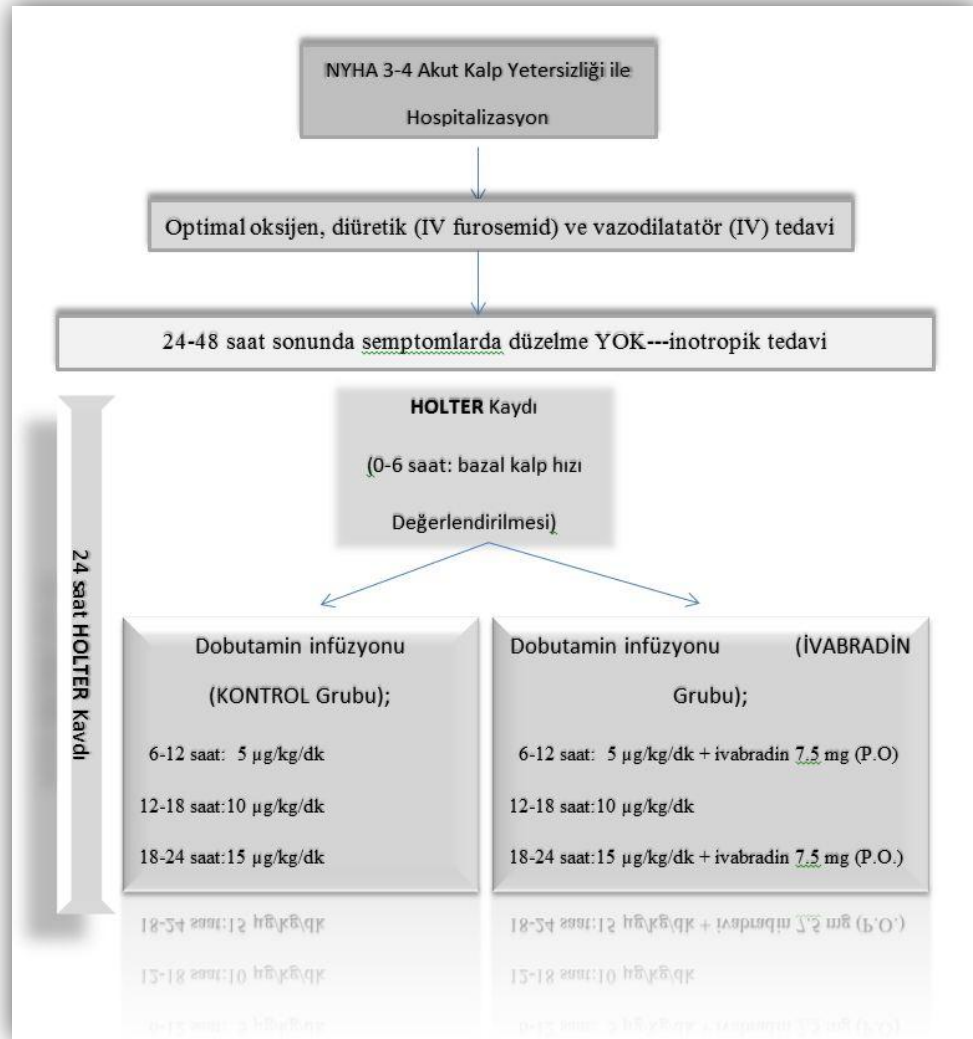 NYHA 3-4 Akut Kalp Yetersizliği ile
Hospitalizasyon
Optimal oksijen, diüretik (IV furosemid) ve vazodilatatör (IV) tedavi
24-48 saat sonunda semptomlarda düzelme YOK---inotropik tedavi
24 saat HOLTER Kaydı
HOLTER Kaydı
(0-6 saat: bazal kalp hızı
Değerlendirilmesi)
Dobutamin infüzyonu
(KONTROL Grubu);
6-12 saat: 5 µg/kg/dk
12-18 saat:10 µg/kg/dk
18-24 saat:15 µg/kg/dk
Dobutamin infüzyonu (İVABRADİN
Grubu);
6-12 saat: 5 µg/kg/dk + ivabradin 7.5 mg (P.O)
12-18 saat:10 µg/kg/dk
18-24 saat:15 µg/kg/dk + ivabradin 7.5 mg (P.O.)